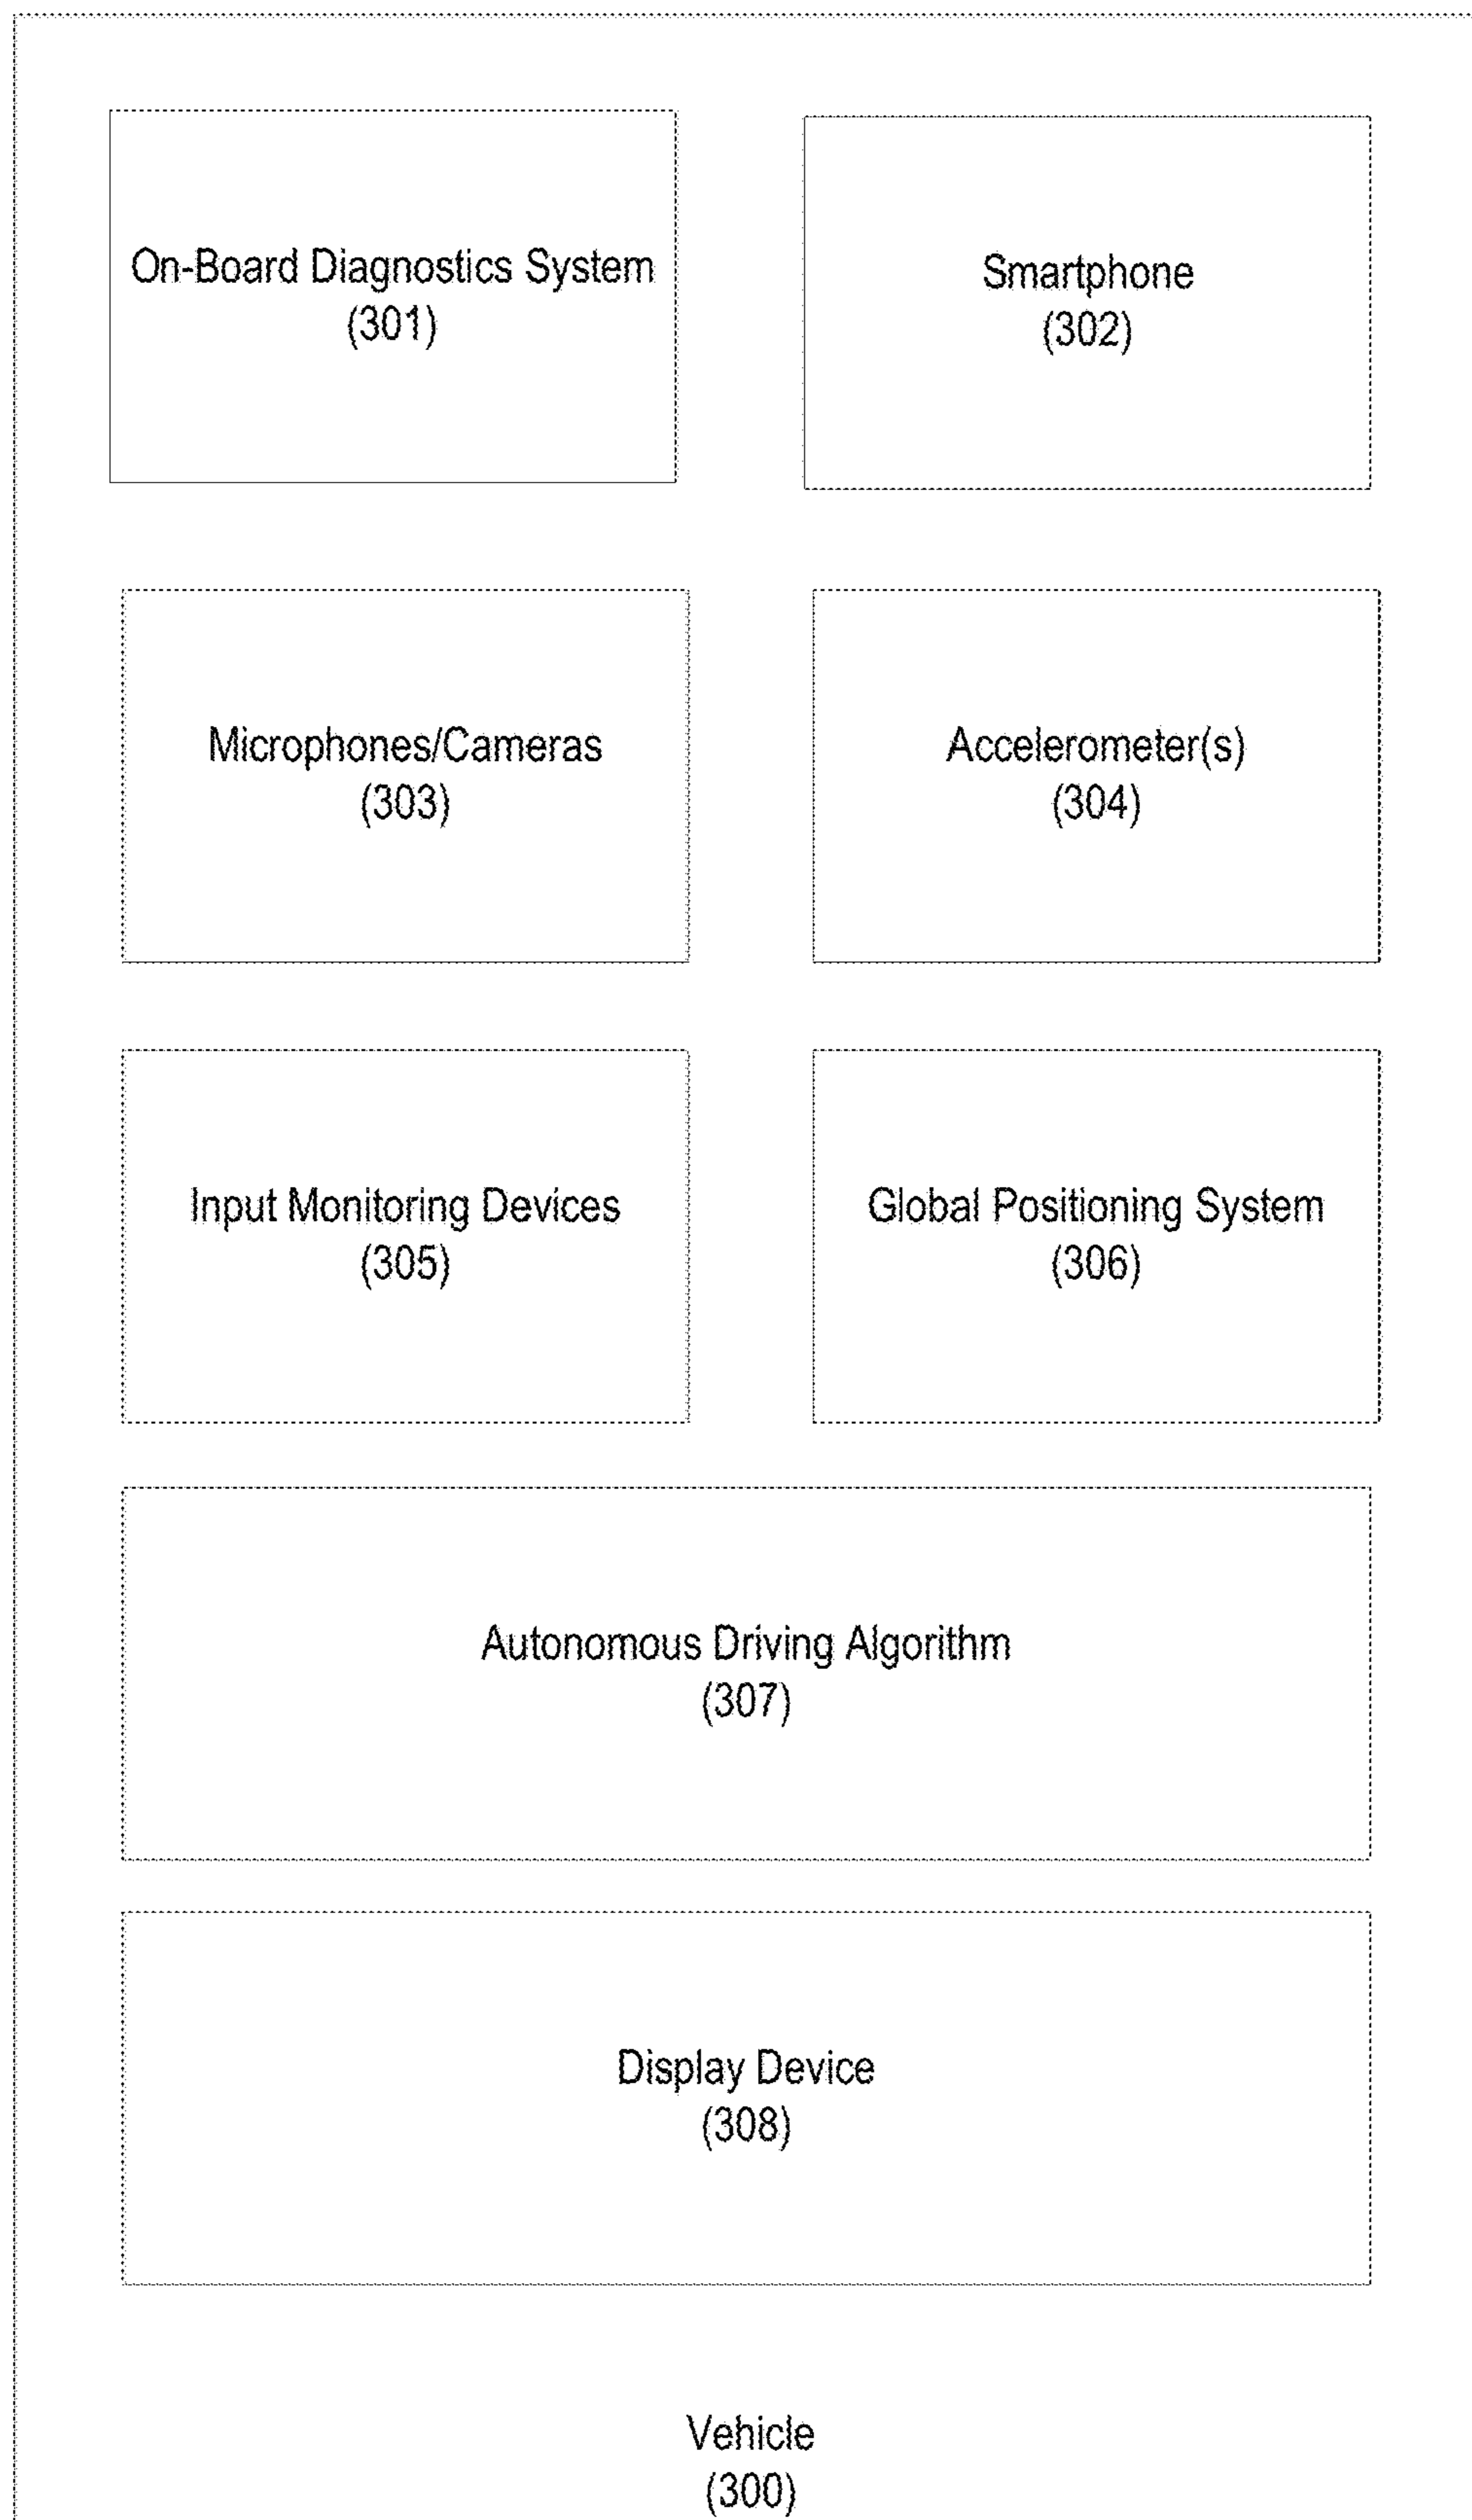 On-Board Diagnostics System
(301)
Smartphone
(302)
Microphones/Cameras
(303)
Accelerometer(s)
(304)
Input Monitoring Devices
(305)
Global Positioning System
(306)
Autonomous Driving Algorithm
(307)
Display Device
(308)
Vehicle
(300)